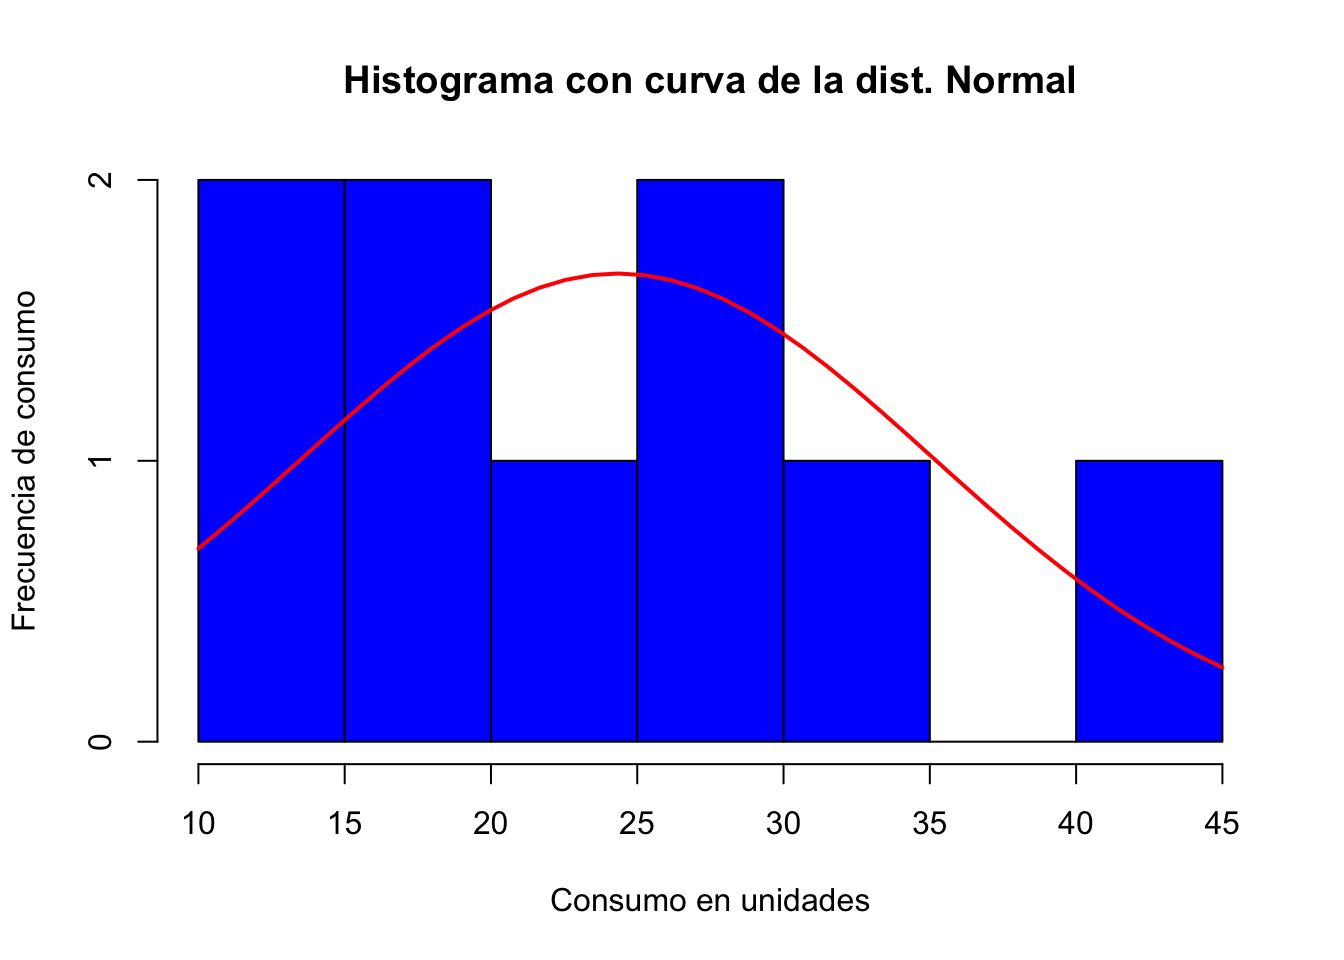 Histograma con curva de la dist. Normal
Frecuencia de consumo
2
1
0
10 15 20 25 30 35 40 45
Consumo en unidades